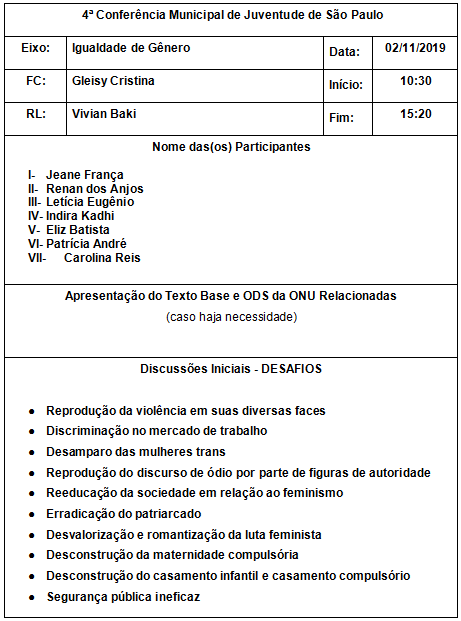 4ª Conferência Municipal de Juventude de São Paulo
Eixo: Igualdade de Gênero Data: 02/11/2019
FC: Gleisy Cristina Início: 10:30
RL: Vivian Baki Fim: 15:20
Nome das(os) Participantes
I- Jeane França
II- Renan dos Anjos
III- Letícia Eugênio
IV- Indira Kadhi
V- Eliz Batista
VI- Patrícia André
VII- Carolina Reis
Apresentação do Texto Base e ODS da ONU Relacionadas
(caso haja necessidade)
Discussões Iniciais - DESAFIOS
● Reprodução da violência em suas diversas faces
● Discriminação no mercado de trabalho
● Desamparo das mulheres trans
● Reprodução do discurso de ódio por parte de figuras de autoridade
● Reeducação da sociedade em relação ao feminismo
● Erradicação do patriarcado
● Desvalorização e romantização da luta feminista
● Desconstrução da maternidade compulsória
● Desconstrução do casamento infantil e casamento compulsório
● Segurança pública ineficaz